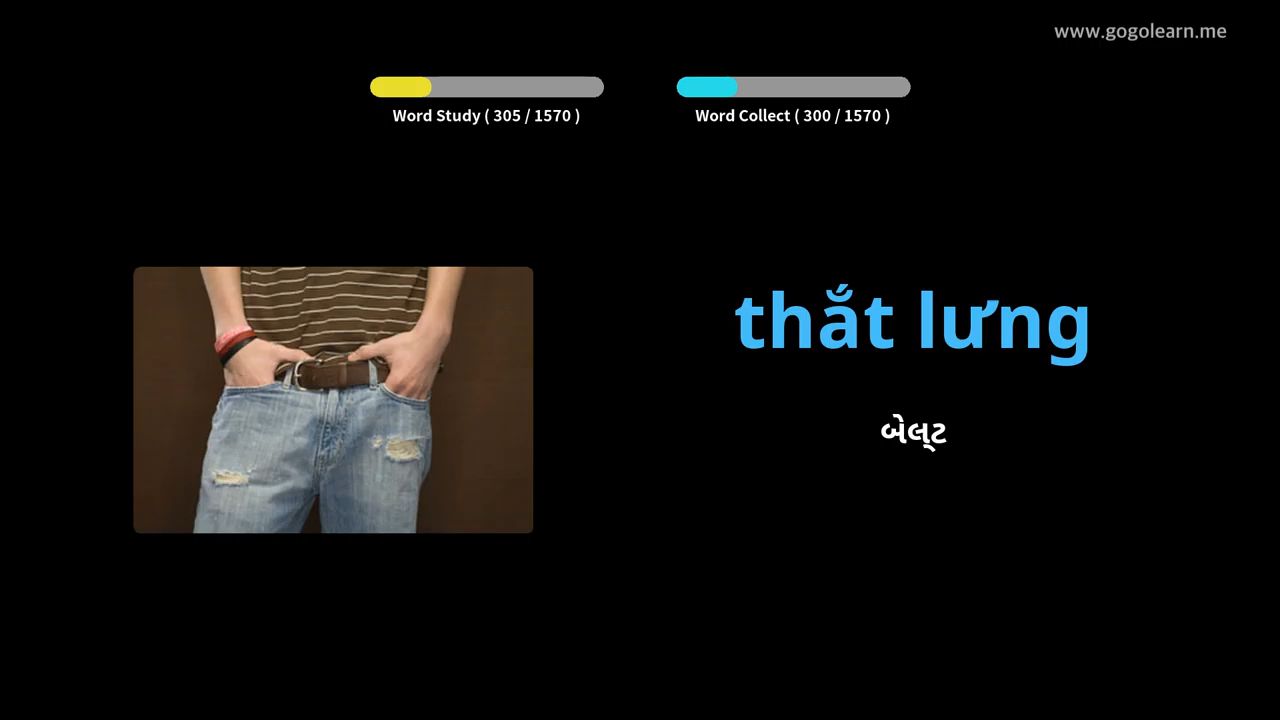 www.gogolearn.me
Word Study ( 305 / 1570 )
Word Collect ( 300 / 1570 )
thắt lưng
બેલ્ટ